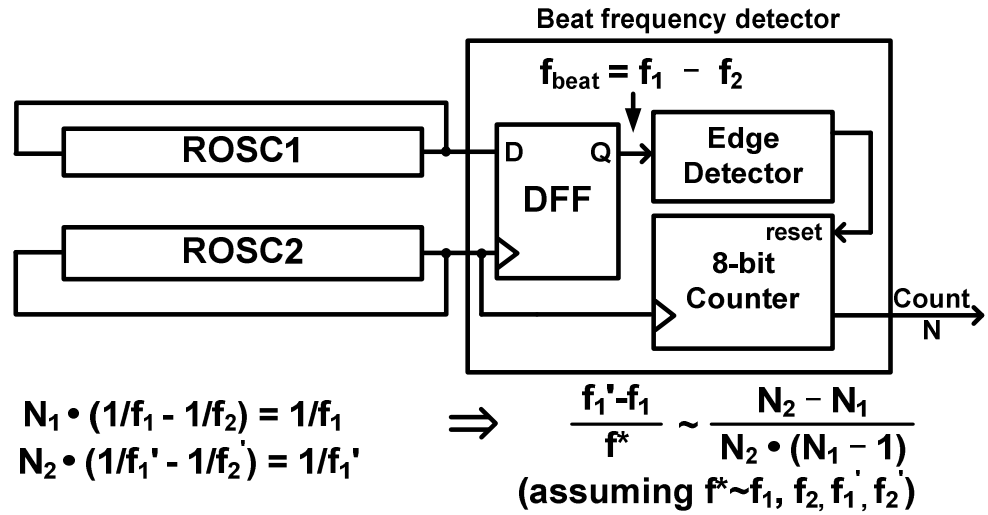 Beat frequency detector
f_beat = f₁ − f₂
ROSC1
D
Q
DFF
Edge
Detector
ROSC2
reset
8-bit
Counter
Count
N
N₁ • (1/f₁ - 1/f₂) = 1/f₁
N₂ • (1/f₁' - 1/f₂') = 1/f₁'
⇒
f₁'-f₁
f*
~
N₂ − N₁
N₂ • (N₁ − 1)
(assuming f*~f₁, f₂, f₁', f₂')